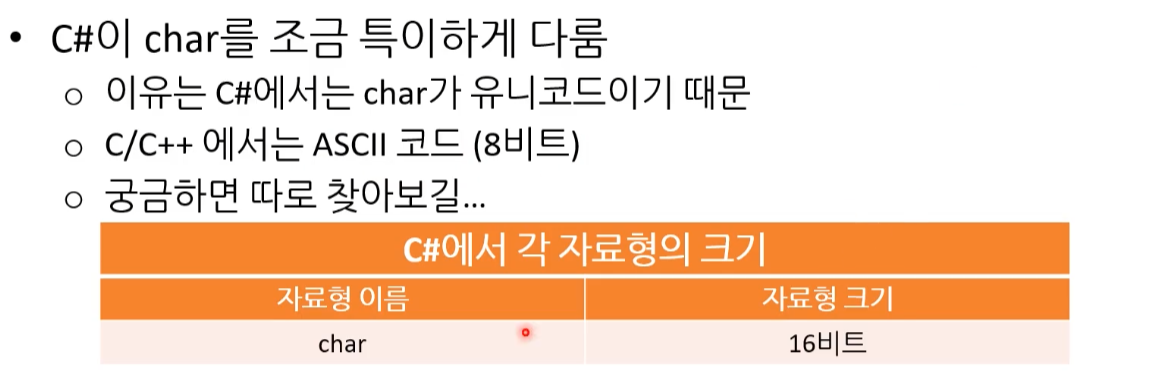 • C#이 char를 조금 특이하게 다룸
o 이유는 C#에서는 char가 유니코드이기 때문
o C/C++ 에서는 ASCII 코드 (8비트)
o 궁금하면 따로 찾아보길...
C#에서 각 자료형의 크기
자료형 이름 자료형 크기
char 16비트